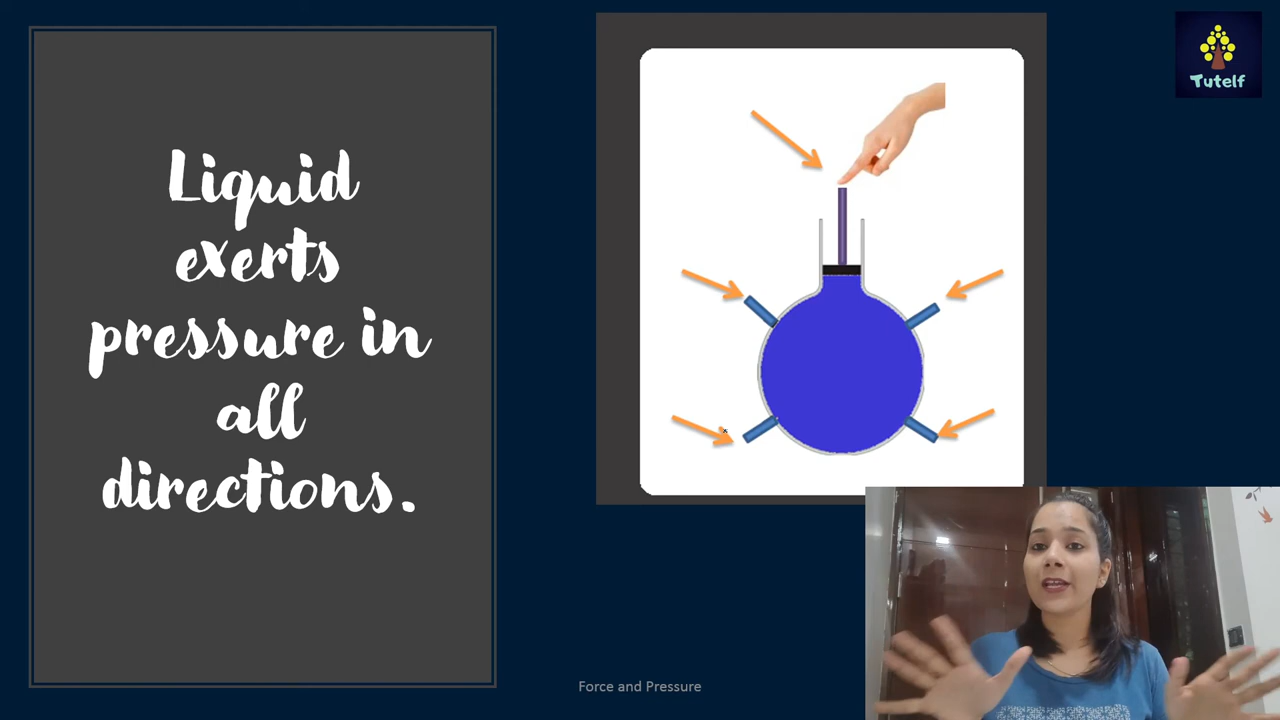 Liquid
exerts
pressure in
all
directions.
Tutelf
Force and Pressure